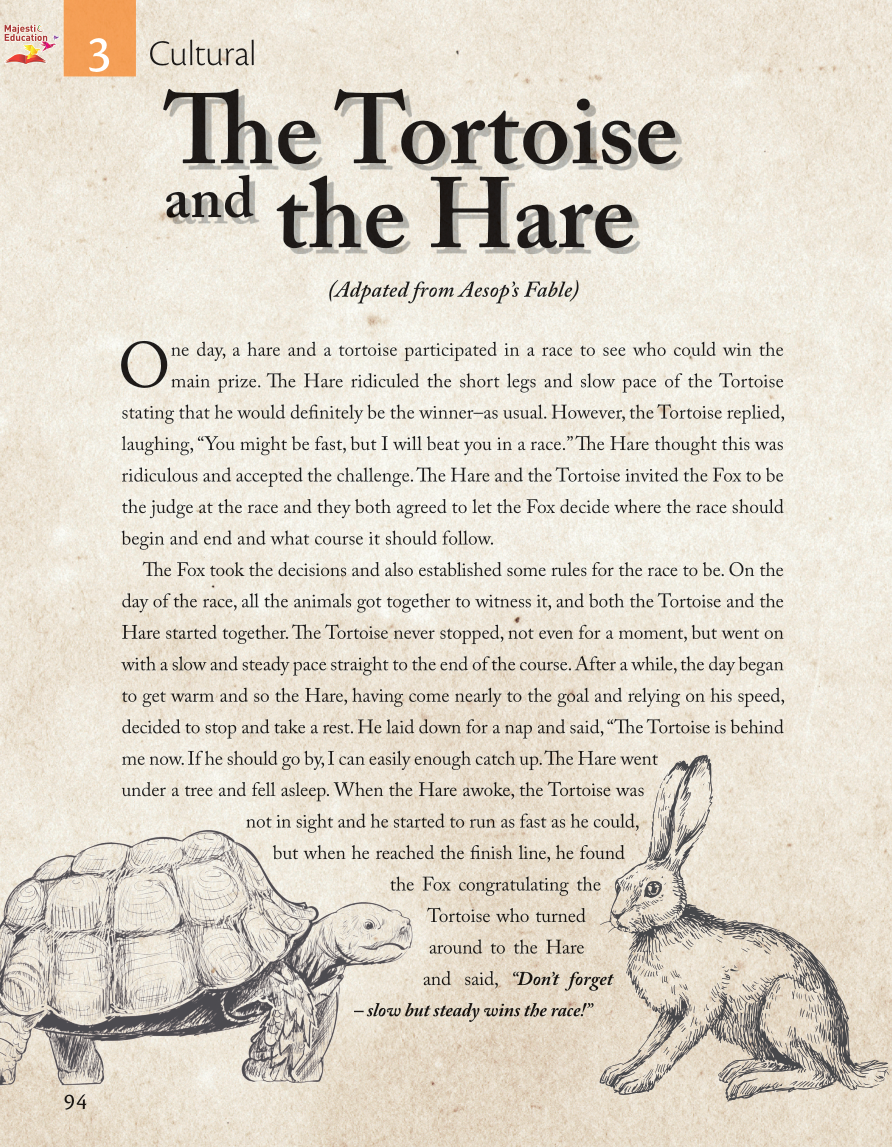 Majestic
Education
3 Cultural
The Tortoise
and the Hare
(Adpated from Aesop's Fable)
One day, a hare and a tortoise participated in a race to see who could win the
main prize. The Hare ridiculed the short legs and slow pace of the Tortoise
stating that he would definitely be the winner–as usual. However, the Tortoise replied,
laughing, “You might be fast, but I will beat you in a race.” The Hare thought this was
ridiculous and accepted the challenge. The Hare and the Tortoise invited the Fox to be
the judge at the race and they both agreed to let the Fox decide where the race should
begin and end and what course it should follow.
The Fox took the decisions and also established some rules for the race to be. On the
day of the race, all the animals got together to witness it, and both the Tortoise and the
Hare started together. The Tortoise never stopped, not even for a moment, but went on
with a slow and steady pace straight to the end of the course. After a while, the day began
to get warm and so the Hare, having come nearly to the goal and relying on his speed,
decided to stop and take a rest. He laid down for a nap and said, “The Tortoise is behind
me now. If he should go by, I can easily enough catch up. The Hare went
under a tree and fell asleep. When the Hare awoke, the Tortoise was
not in sight and he started to run as fast as he could,
but when he reached the finish line, he found
the Fox congratulating the
Tortoise who turned
around to the Hare
and said, “Don't forget
– slow but steady wins the race!”
94